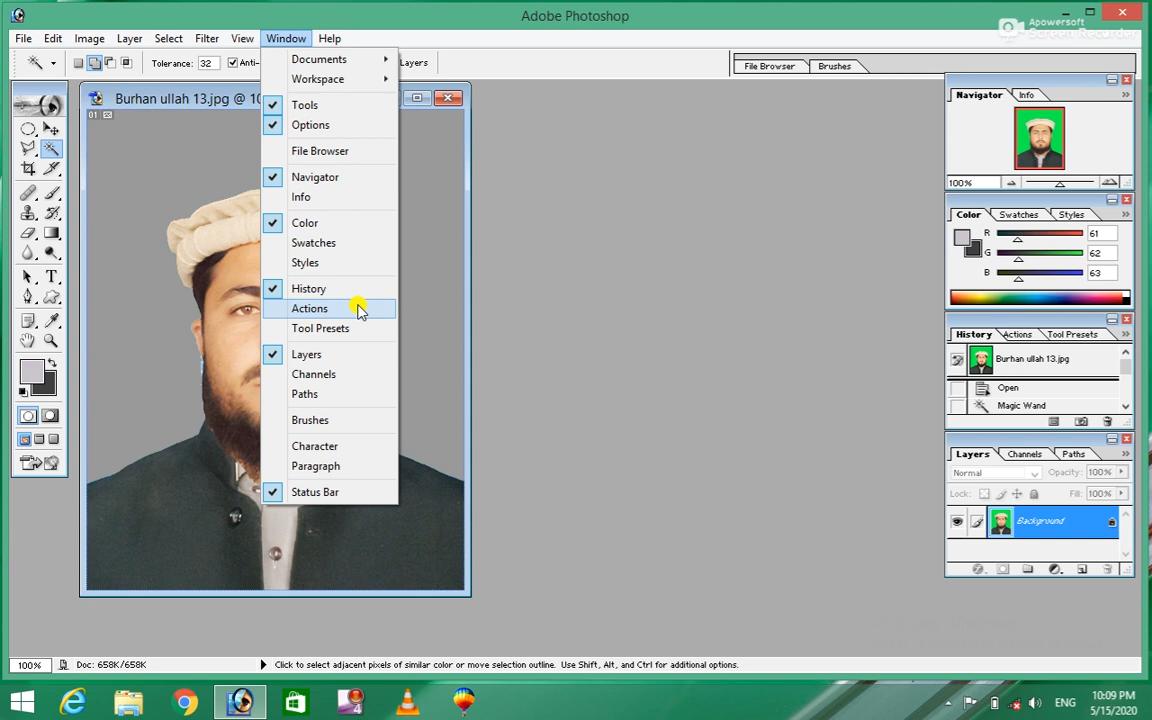 Adobe Photoshop
Apowersoft
Screen Recorder
File Edit Image Layer Select Filter View Window Help
Tolerance: 32 Anti- Layers
File Browser Brushes
Burhan ullah 13.jpg @ 10
01
Documents
Workspace
Tools
Options
File Browser
Navigator
Info
Color
Swatches
Styles
History
Actions
Tool Presets
Layers
Channels
Paths
Brushes
Character
Paragraph
Status Bar
Navigator Info
100%
Color Swatches Styles
R 61
G 62
B 63
History Actions Tool Presets
Burhan ullah 13.jpg
Open
Magic Wand
Layers Channels Paths
Normal Opacity: 100%
Lock: Fill: 100%
Background
100% Doc: 658K/658K Click to select adjacent pixels of similar color or move selection outline. Use Shift, Alt, and Ctrl for additional options.
4
ENG
10:09 PM
5/15/2020